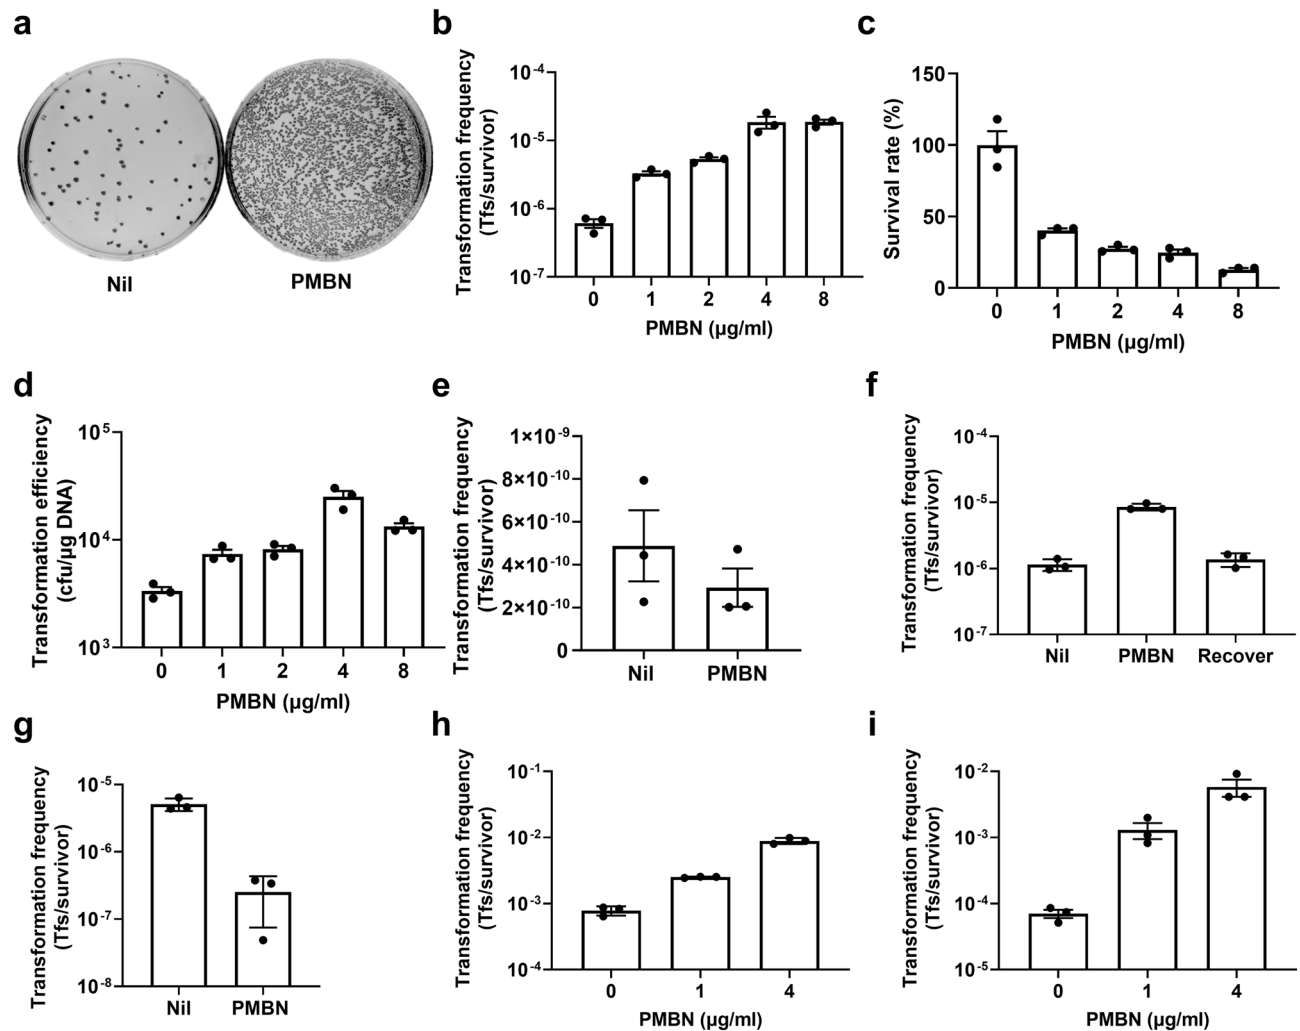 a
Nil
PMBN
b
Transformation frequency
(Tfs/survivor)
10-4
10-5
10-6
10-7
0 1 2 4 8
PMBN (µg/ml)
c
Survival rate (%)
150
100
50
0
0 1 2 4 8
PMBN (µg/ml)
d
Transformation efficiency
(cfu/µg DNA)
105
104
103
0 1 2 4 8
PMBN (µg/ml)
e
Transformation frequency
(Tfs/survivor)
1×10-9
8×10-10
6×10-10
4×10-10
2×10-10
0
Nil PMBN
f
Transformation frequency
(Tfs/survivor)
10-4
10-5
10-6
10-7
Nil PMBN Recover
g
Transformation frequency
(Tfs/survivor)
10-5
10-6
10-7
10-8
Nil PMBN
h
Transformation frequency
(Tfs/survivor)
10-1
10-2
10-3
10-4
0 1 4
PMBN (µg/ml)
i
Transformation frequency
(Tfs/survivor)
10-2
10-3
10-4
10-5
0 1 4
PMBN (µg/ml)